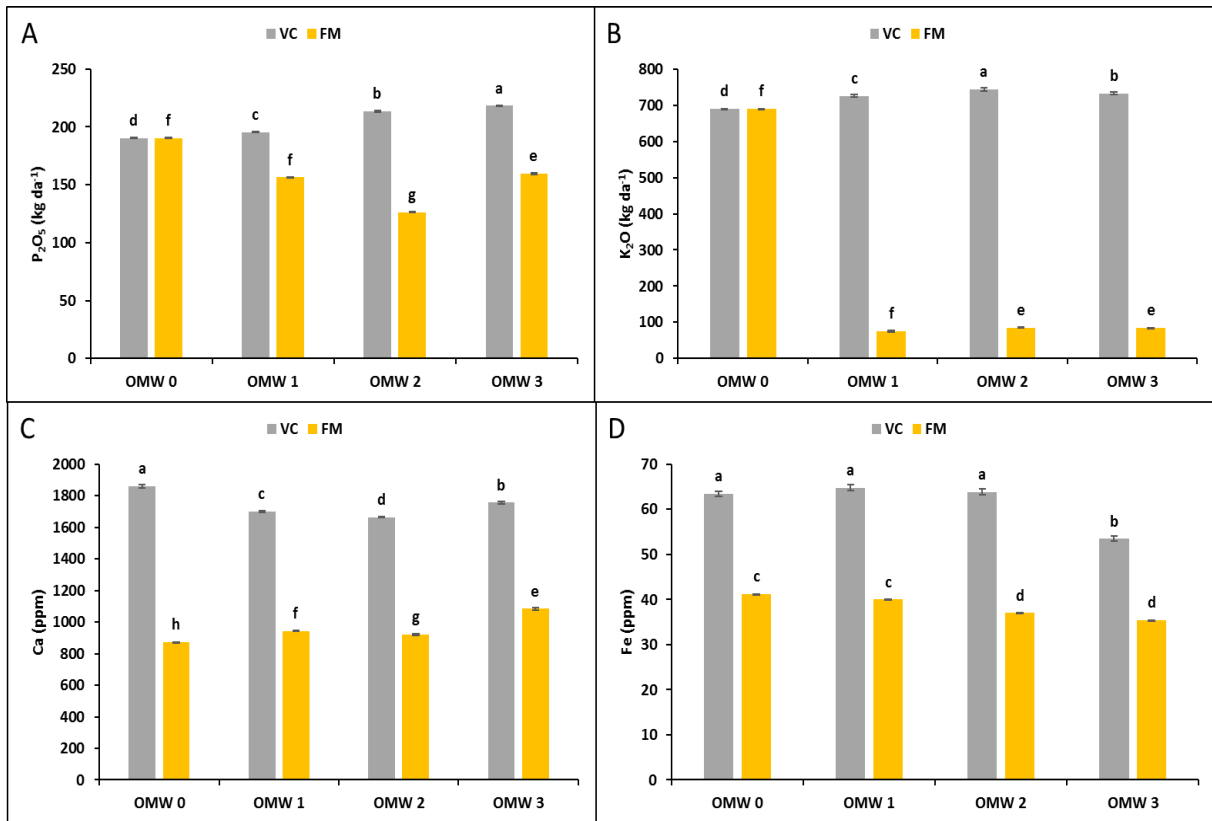 A
VC FM
P₂O₅ (kg da⁻¹)
250
200
150
100
50
0
d f c f b g a e
OMW 0 OMW 1 OMW 2 OMW 3
B
VC FM
K₂O (kg da⁻¹)
800
700
600
500
400
300
200
100
0
d f c f a e b e
OMW 0 OMW 1 OMW 2 OMW 3
C
VC FM
Ca (ppm)
2000
1800
1600
1400
1200
1000
800
600
400
200
0
a h c f d g b e
OMW 0 OMW 1 OMW 2 OMW 3
D
VC FM
Fe (ppm)
70
60
50
40
30
20
10
0
a c a c a d b d
OMW 0 OMW 1 OMW 2 OMW 3